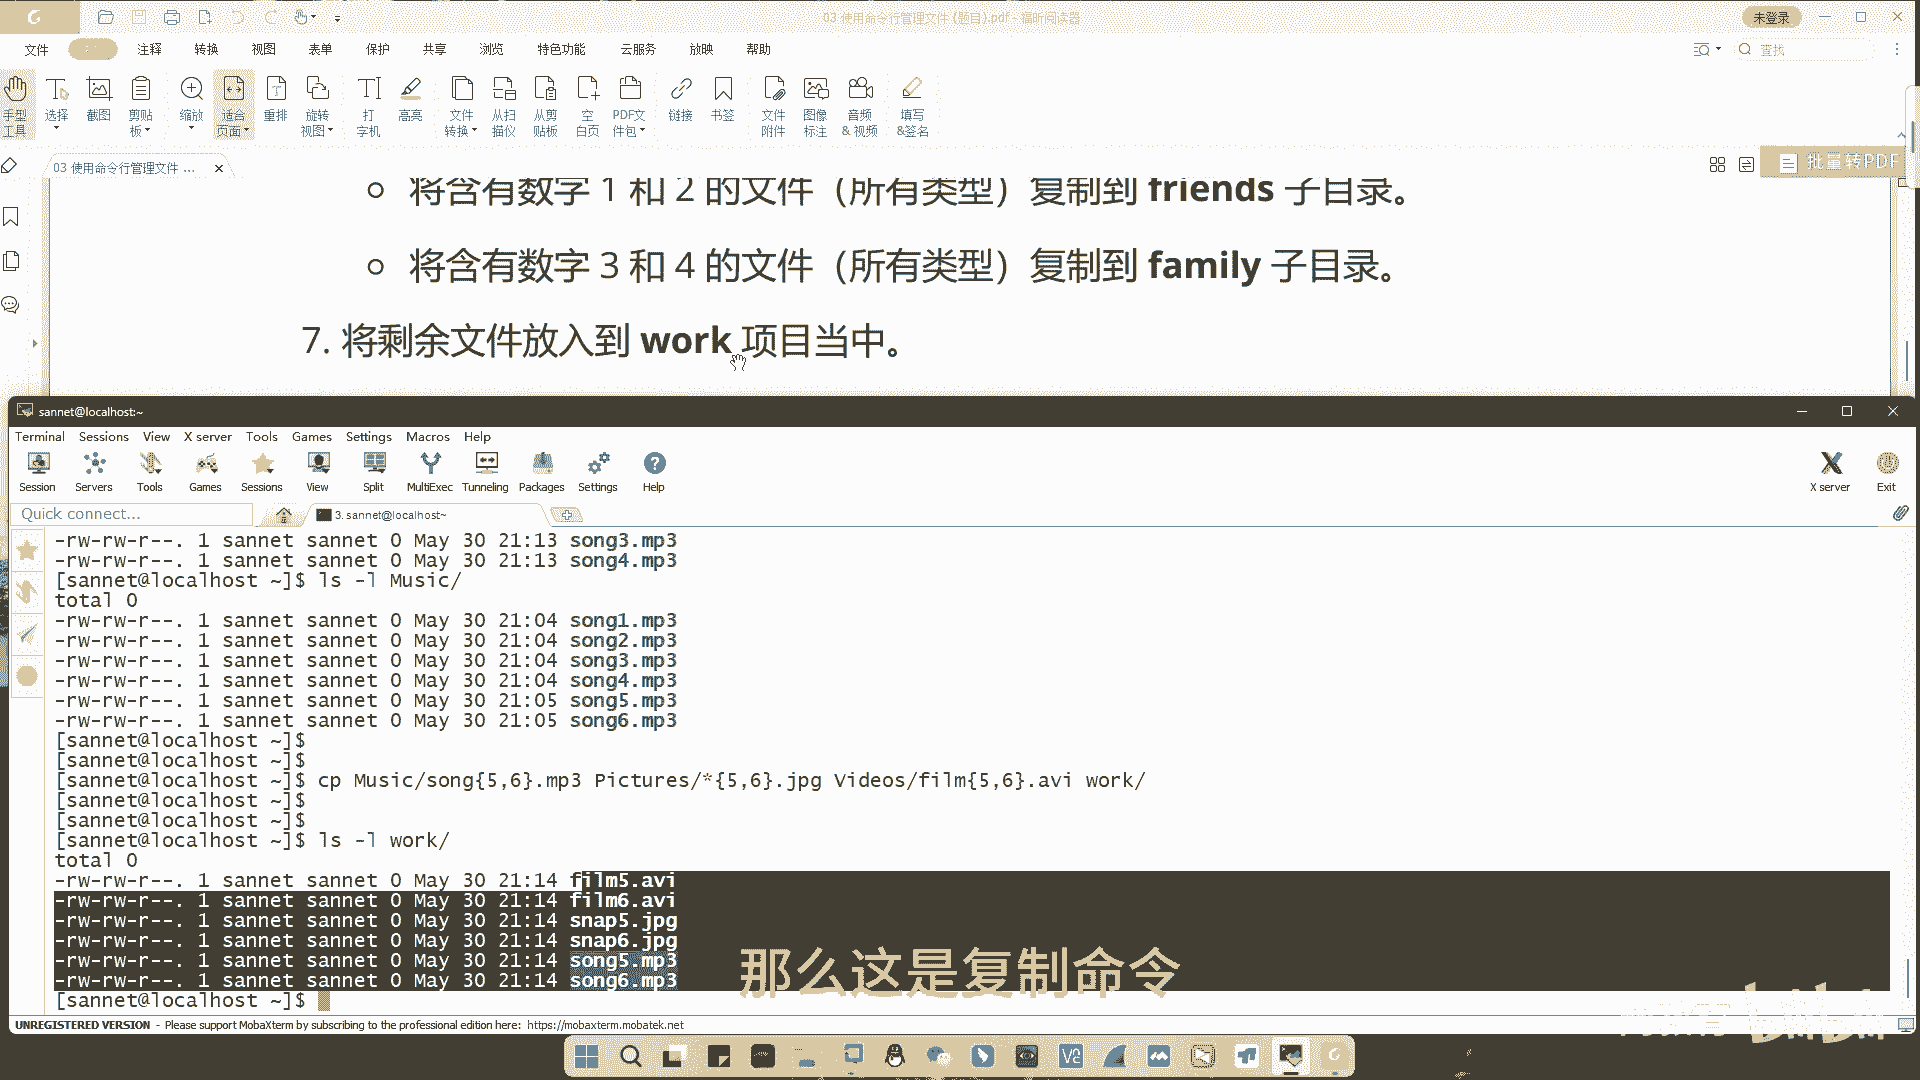 03 使用命令行管理文件 (题目).pdf - 福昕阅读器
未登录
文件 注释 转换 视图 表单 保护 共享 浏览 特色功能 云服务 放映 帮助
查找
手型工具 选择 截图 剪贴板 缩放 适合页面 重排 旋转视图 打字机 高亮 文件转换 从扫描仪 从剪贴板 空白页 PDF文件包 链接 书签 文件附件 图像标注 音频&视频 填写&签名
03 使用命令行管理文件 ...
批量转PDF
将含有数字 1 和 2 的文件（所有类型）复制到 friends 子目录。
将含有数字 3 和 4 的文件（所有类型）复制到 family 子目录。
7. 将剩余文件放入到 work 项目当中。
sannet@localhost:~
Terminal Sessions View X server Tools Games Settings Macros Help
Session Servers Tools Games Sessions View Split MultiExec Tunneling Packages Settings Help X server Exit
Quick connect...
3. sannet@localhost~
-rw-rw-r--. 1 sannet sannet 0 May 30 21:13 song3.mp3
-rw-rw-r--. 1 sannet sannet 0 May 30 21:13 song4.mp3
[sannet@localhost ~]$ ls -l Music/
total 0
-rw-rw-r--. 1 sannet sannet 0 May 30 21:04 song1.mp3
-rw-rw-r--. 1 sannet sannet 0 May 30 21:04 song2.mp3
-rw-rw-r--. 1 sannet sannet 0 May 30 21:04 song3.mp3
-rw-rw-r--. 1 sannet sannet 0 May 30 21:04 song4.mp3
-rw-rw-r--. 1 sannet sannet 0 May 30 21:05 song5.mp3
-rw-rw-r--. 1 sannet sannet 0 May 30 21:05 song6.mp3
[sannet@localhost ~]$
[sannet@localhost ~]$
[sannet@localhost ~]$ cp Music/song{5,6}.mp3 Pictures/*{5,6}.jpg Videos/film{5,6}.avi work/
[sannet@localhost ~]$
[sannet@localhost ~]$
[sannet@localhost ~]$ ls -l work/
total 0
-rw-rw-r--. 1 sannet sannet 0 May 30 21:14 film5.avi
-rw-rw-r--. 1 sannet sannet 0 May 30 21:14 film6.avi
-rw-rw-r--. 1 sannet sannet 0 May 30 21:14 snap5.jpg
-rw-rw-r--. 1 sannet sannet 0 May 30 21:14 snap6.jpg
-rw-rw-r--. 1 sannet sannet 0 May 30 21:14 song5.mp3
-rw-rw-r--. 1 sannet sannet 0 May 30 21:14 song6.mp3
[sannet@localhost ~]$
那么这是复制命令
UNREGISTERED VERSION - Please support MobaXterm by subscribing to the professional edition here: https://mobaxterm.mobatek.net